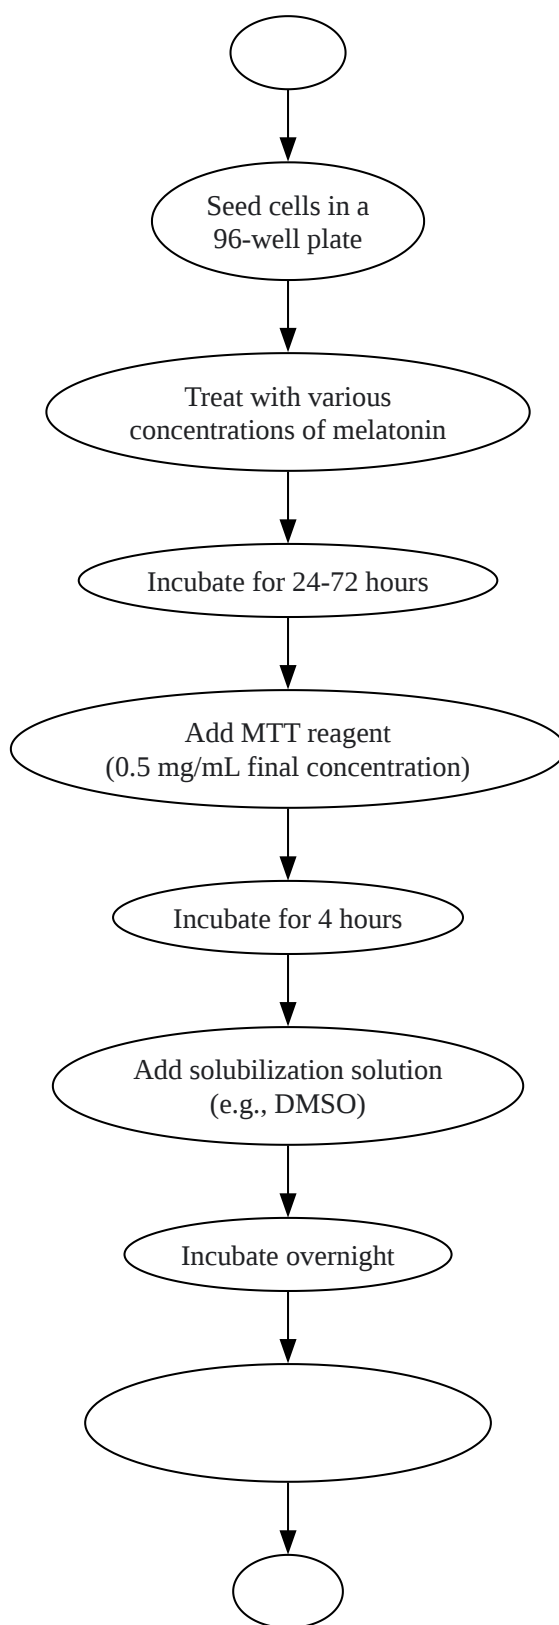 Seed cells in a
96-well plate
Treat with various
concentrations of melatonin
Incubate for 24-72 hours
Add MTT reagent
(0.5 mg/mL final concentration)
Incubate for 4 hours
Add solubilization solution
(e.g., DMSO)
Incubate overnight